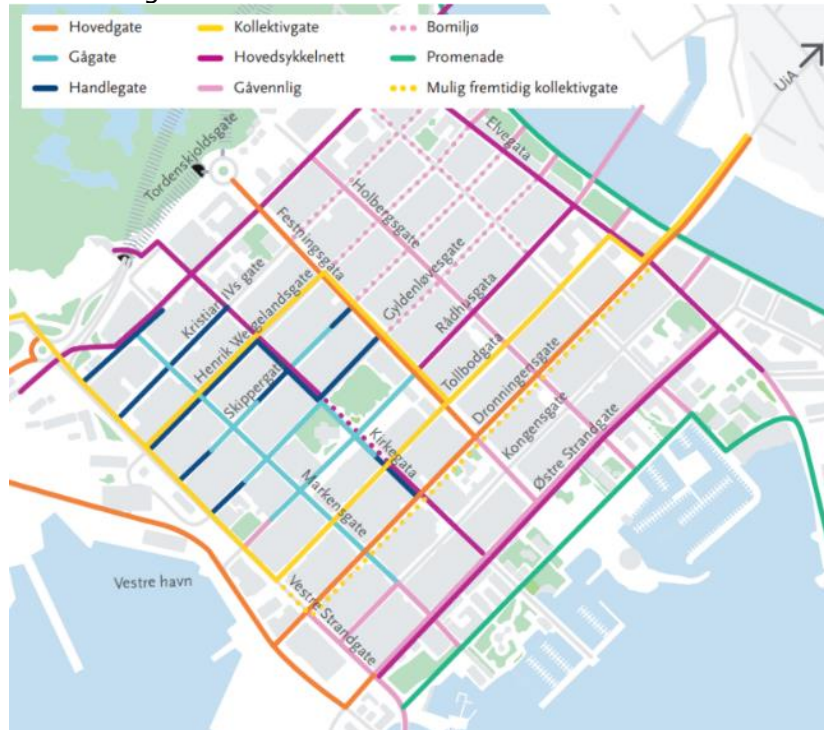 Hovedgate
Kollektivgate
Bomiljø
Gågate
Hovedsykkelnett
Promenade
Handlegate
Gåvennlig
Mulig fremtidig kollektivgate
UiA
Tordenskjoldsgate
Elvegata
Holbergsgate
Festningsgata
Gyldenløvesgate
Kristian IVs gate
Rådhusgata
Henrik Wergelandsgate
Tollbodgata
Skippergat
Dronningensgate
Kongensgate
Kirkegata
Østre Strandgate
Markensgate
Vestre havn
Vestre Strandgate